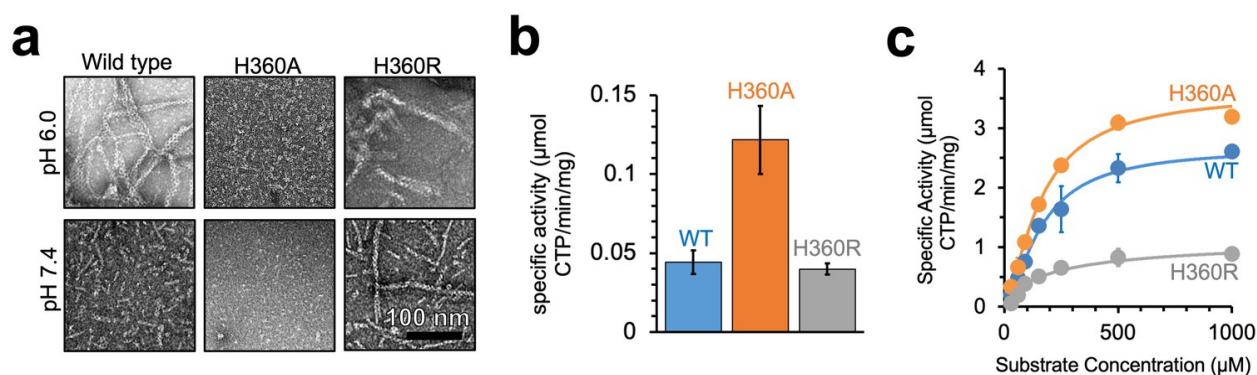 a
Wild type
H360A
H360R
pH 6.0
pH 7.4
100 nm
b
specific activity (µmol
CTP/min/mg)
0.15
0.1
0.05
0
WT
H360A
H360R
c
Specific Activity (µmol
CTP/min/mg)
4
3
2
1
0
H360A
WT
H360R
0
500
1000
Substrate Concentration (µM)